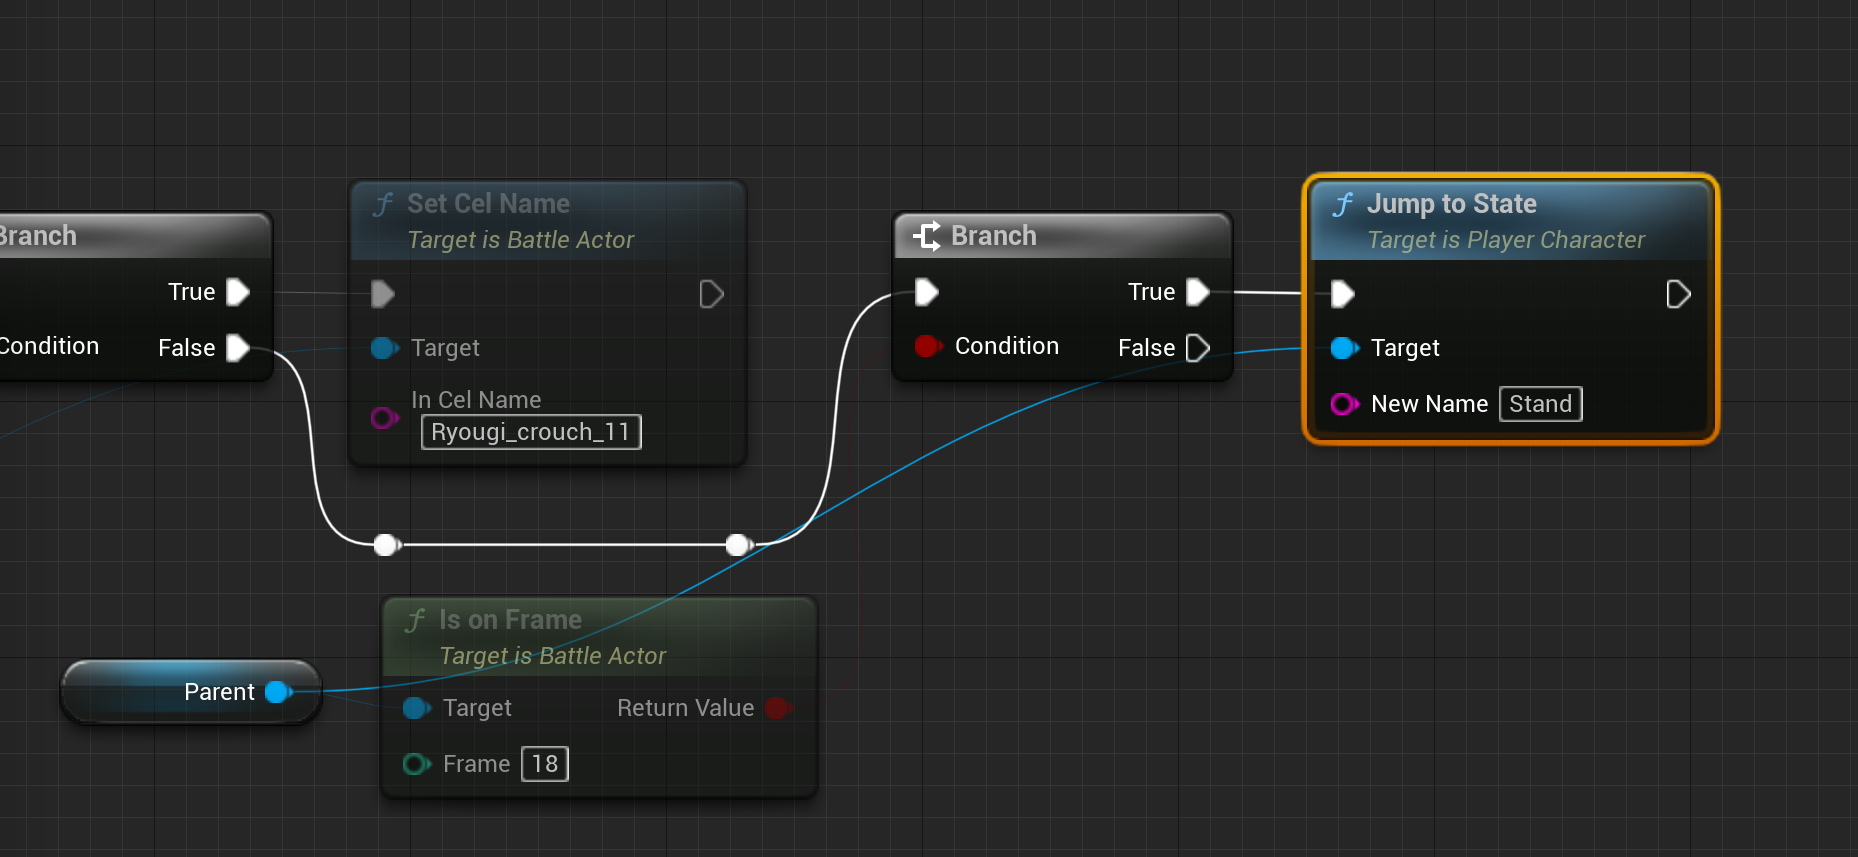 Branch
True
Condition
False
f Set Cel Name
Target is Battle Actor
Target
In Cel Name
Ryougi_crouch_11
Branch
True
Condition
False
f Jump to State
Target is Player Character
Target
New Name Stand
Parent
f Is on Frame
Target is Battle Actor
Target
Return Value
Frame 18